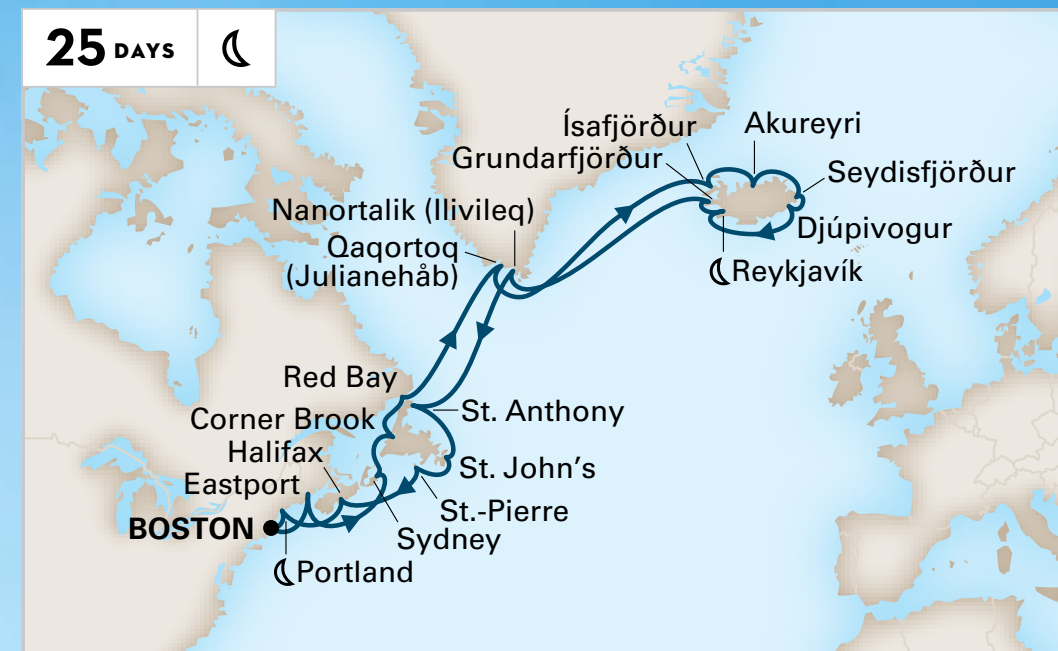 25 DAYS
Ísafjörður
Akureyri
Grundarfjörður
Seydisfjörður
Nanortalik (Ilivileq)
Djúpivogur
Qaqortoq
(Julianehåb)
Reykjavík
Red Bay
Corner Brook
St. Anthony
Halifax
St. John's
Eastport
St.-Pierre
BOSTON
Sydney
Portland